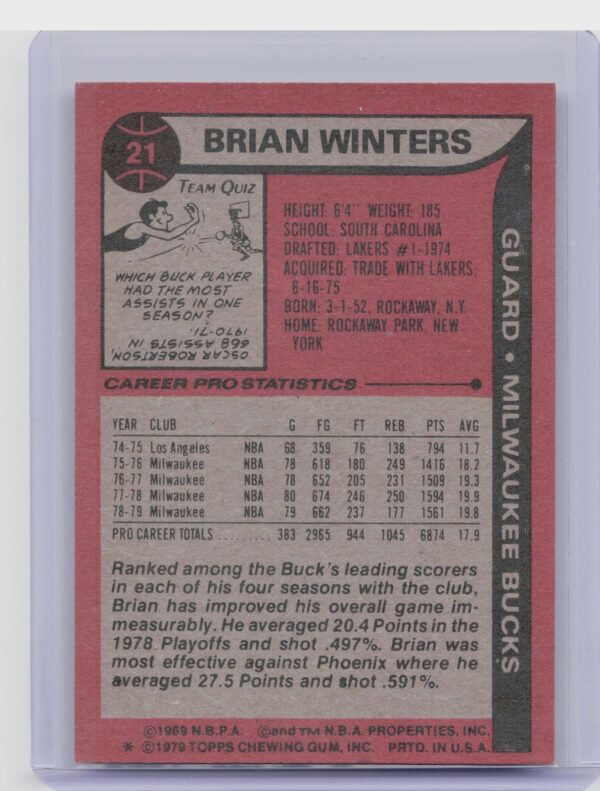 21
BRIAN WINTERS
TEAM QUIZ
WHICH BUCK PLAYER
HAD THE MOST
ASSISTS IN ONE
SEASON?
OSCAR ROBERTSON,
668 ASSISTS IN
1970-71.
HEIGHT: 6'4" WEIGHT: 185
SCHOOL: SOUTH CAROLINA
DRAFTED: LAKERS #1-1974
ACQUIRED: TRADE WITH LAKERS,
6-16-75
BORN: 3-1-52, ROCKAWAY, N.Y.
HOME: ROCKAWAY PARK, NEW
YORK
GUARD • MILWAUKEE BUCKS
CAREER PRO STATISTICS
YEAR CLUB G FG FT REB PTS AVG
74-75 Los Angeles NBA 68 359 76 138 794 11.7
75-76 Milwaukee NBA 78 618 180 249 1416 18.2
76-77 Milwaukee NBA 78 652 205 231 1509 19.3
77-78 Milwaukee NBA 80 674 246 250 1594 19.9
78-79 Milwaukee NBA 79 662 237 177 1561 19.8
PRO CAREER TOTALS ......... 383 2965 944 1045 6874 17.9
Ranked among the Buck's leading scorers
in each of his four seasons with the club,
Brian has improved his overall game im-
measurably. He averaged 20.4 Points in the
1978 Playoffs and shot .497%. Brian was
most effective against Phoenix where he
averaged 27.5 Points and shot .591%.
©1969 N.B.P.A. ©and TM N.B.A. PROPERTIES, INC.
* ©1979 TOPPS CHEWING GUM, INC. PRTD. IN U.S.A.